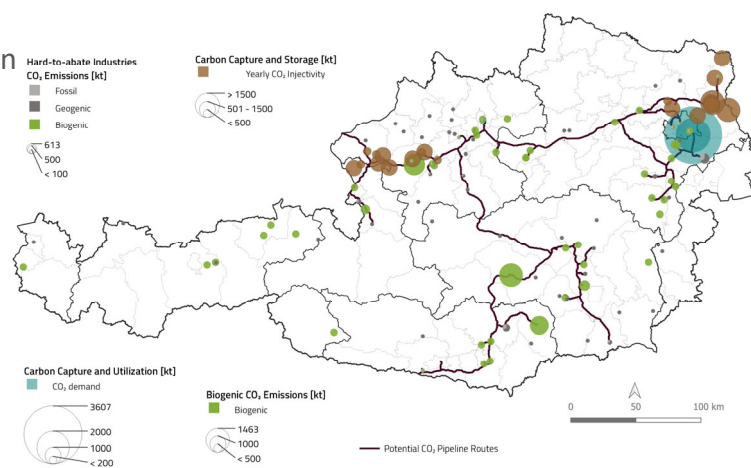 n
Hard-to-abate Industries
CO₂ Emissions [kt]
Fossil
Geogenic
Biogenic
613
500
< 100
Carbon Capture and Storage [kt]
Yearly CO₂ Injectivity
> 1500
501 - 1500
< 500
Carbon Capture and Utilization [kt]
CO₂ demand
3607
2000
1000
< 200
Biogenic CO₂ Emissions [kt]
Biogenic
1463
1000
< 500
Potential CO₂ Pipeline Routes
0 50 100 km